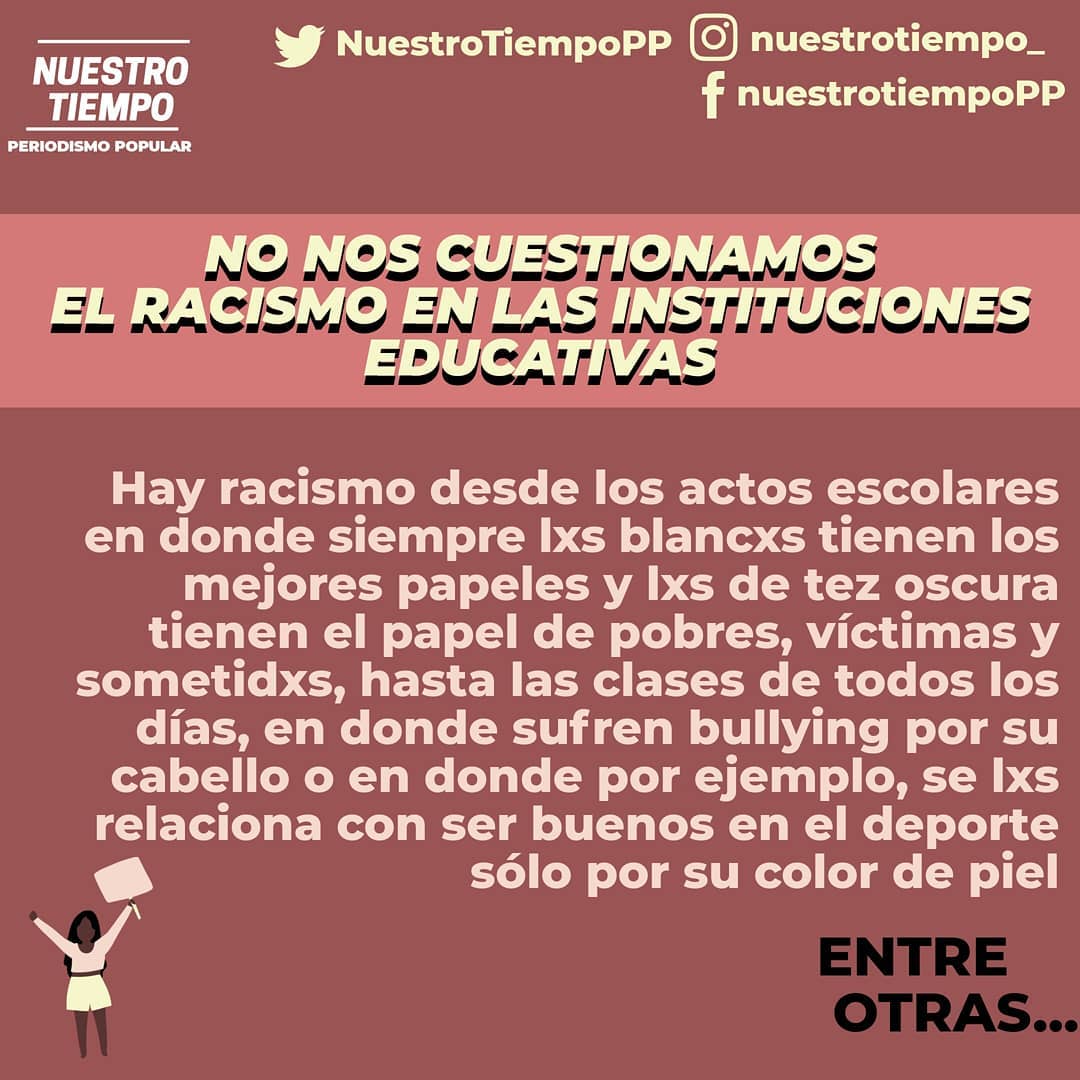 NUESTRO
TIEMPO
PERIODISMO POPULAR
NuestroTiempoPP
nuestrotiempo_
nuestrotiempoPP
NO NOS CUESTIONAMOS
EL RACISMO EN LAS INSTITUCIONES
EDUCATIVAS
Hay racismo desde los actos escolares
en donde siempre lxs blancxs tienen los
mejores papeles y lxs de tez oscura
tienen el papel de pobres, víctimas y
sometidxs, hasta las clases de todos los
días, en donde sufren bullying por su
cabello o en donde por ejemplo, se lxs
relaciona con ser buenos en el deporte
sólo por su color de piel
ENTRE
OTRAS...